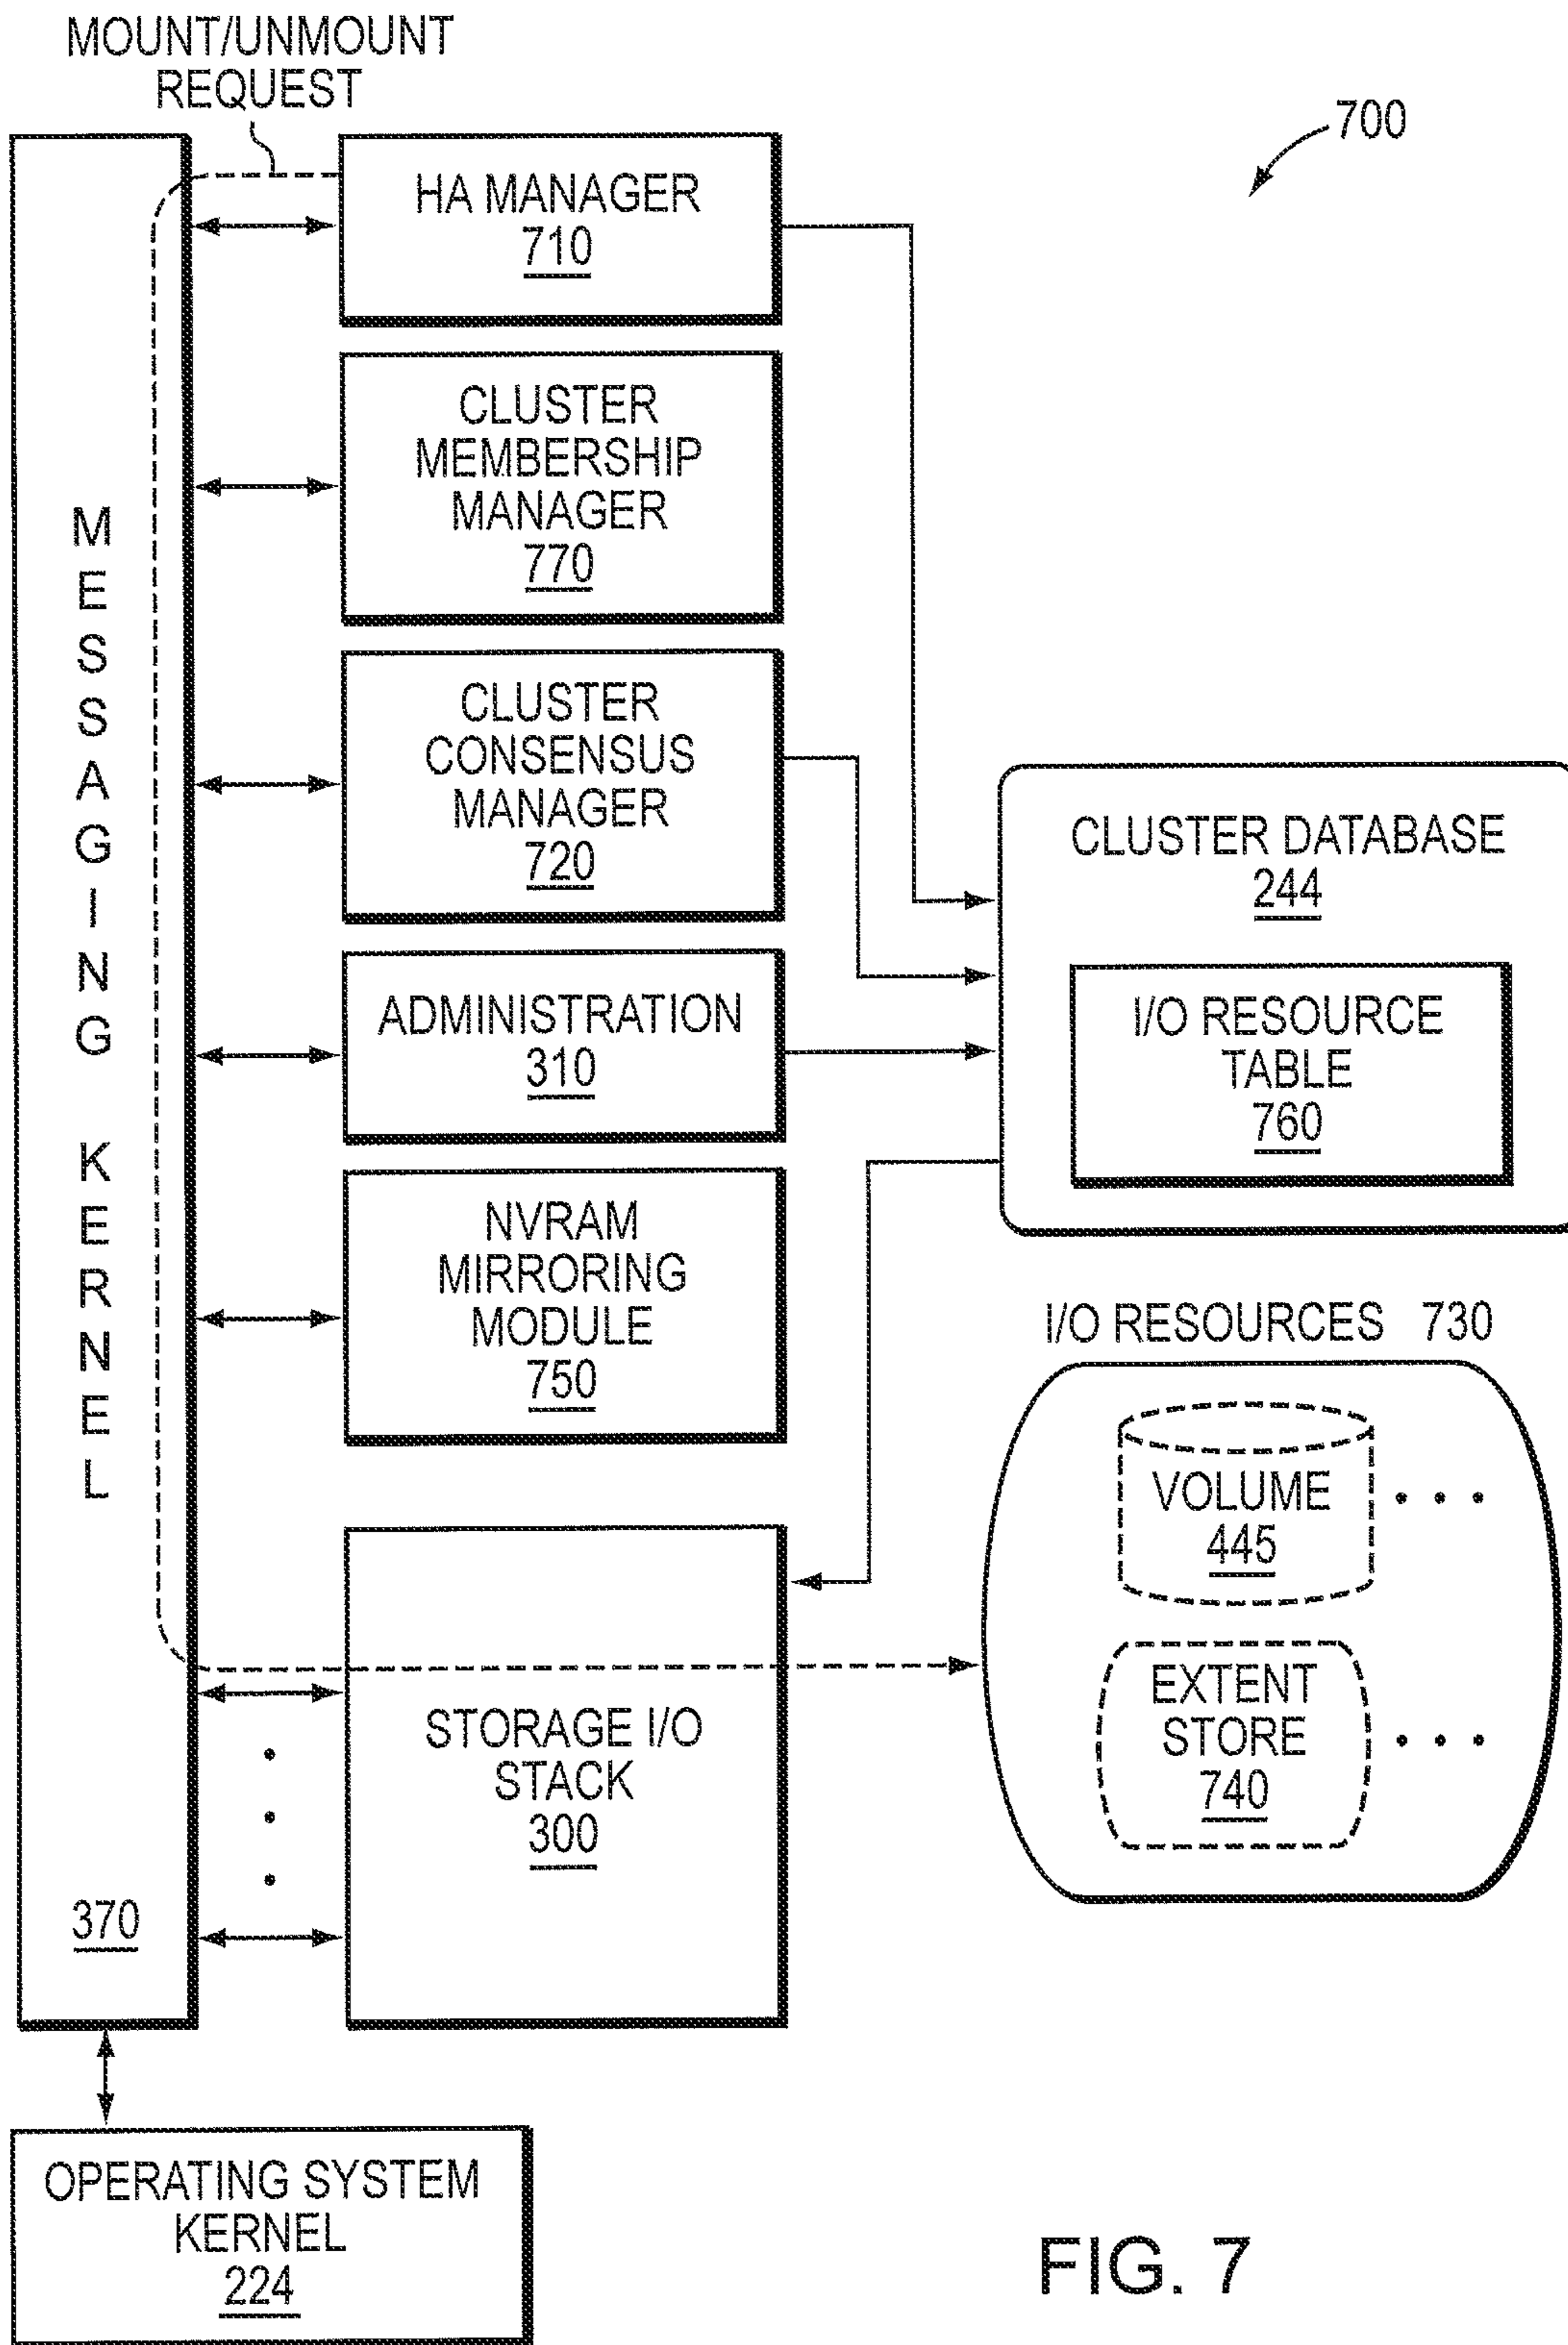 MOUNT/UNMOUNT
REQUEST
700
HA MANAGER
710
CLUSTER
MEMBERSHIP
MANAGER
770
MESSAGING KERNEL
370
CLUSTER
CONSENSUS
MANAGER
720
CLUSTER DATABASE
244
ADMINISTRATION
310
I/O RESOURCE
TABLE
760
NVRAM
MIRRORING
MODULE
750
I/O RESOURCES 730
VOLUME
445
EXTENT
STORE
740
STORAGE I/O
STACK
300
OPERATING SYSTEM
KERNEL
224
FIG. 7